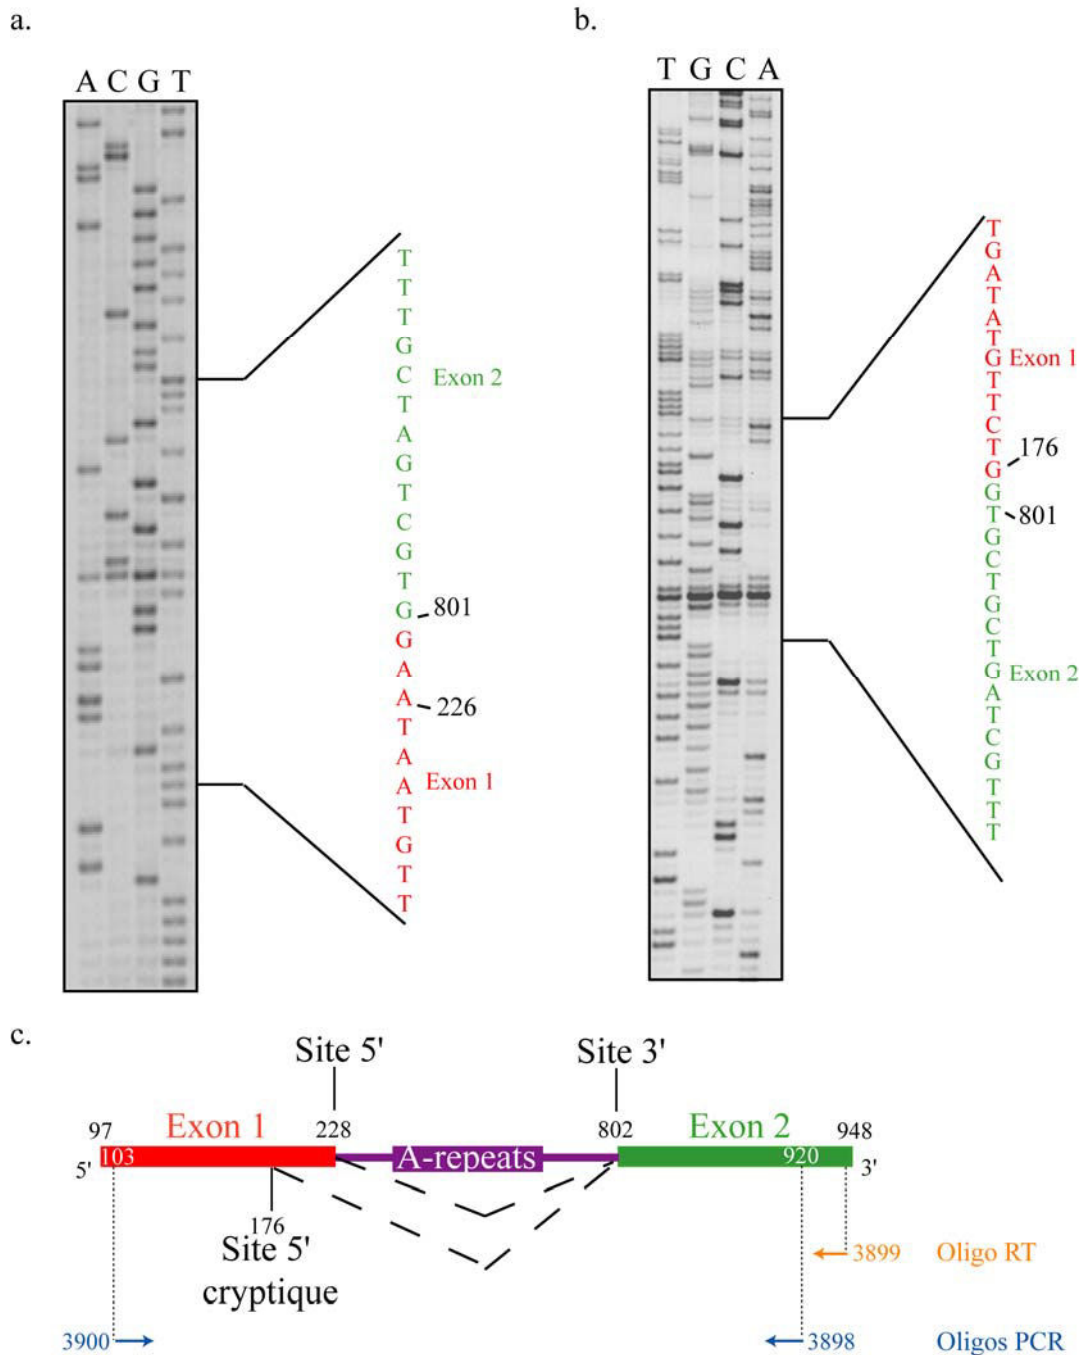 a.
A C G T
T
T
T
G
C Exon 2
T
A
G
T
C
G
T
G 801
G
A
A 226
T
A
A Exon 1
T
G
T
T
b.
T G C A
T
G
A
T
A
T
G Exon 1
T
T
C
T
G 176
G
T 801
G
C
T
G
C
T
G Exon 2
A
T
C
G
T
T
T
c.
Site 5' Site 3'
97 Exon 1 228 802 Exon 2 948
5' 103 A-repeats 920 3'
176
Site 5'
cryptique
3899 Oligo RT
3900 3898 Oligos PCR